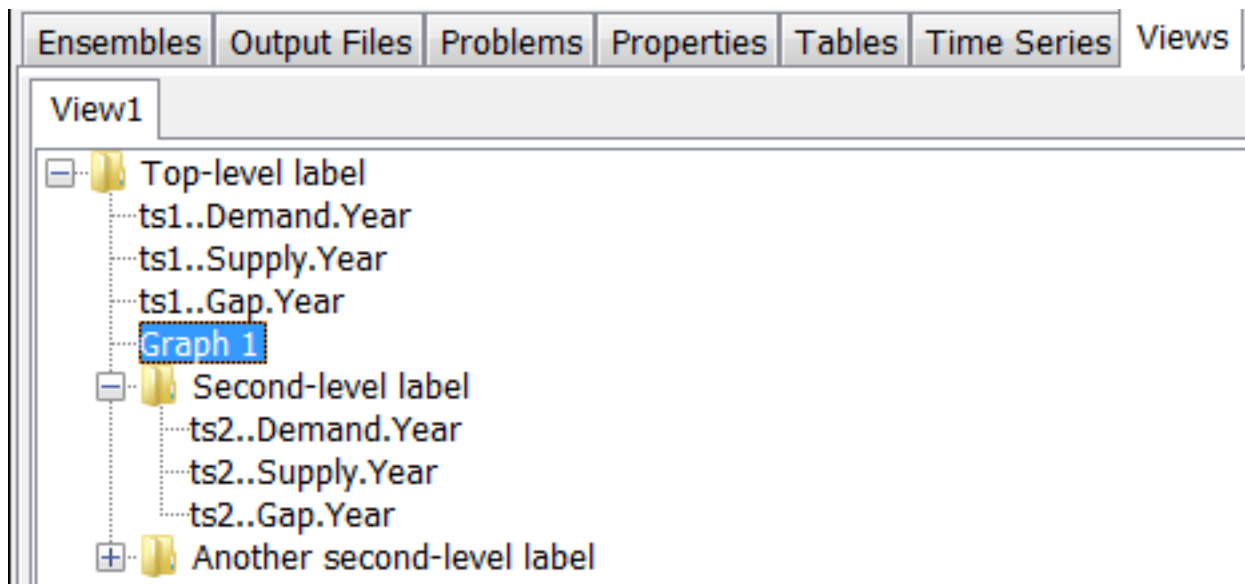 Ensembles Output Files Problems Properties Tables Time Series Views
View1
Top-level label
ts1..Demand.Year
ts1..Supply.Year
ts1..Gap.Year
Graph 1
Second-level label
ts2..Demand.Year
ts2..Supply.Year
ts2..Gap.Year
Another second-level label